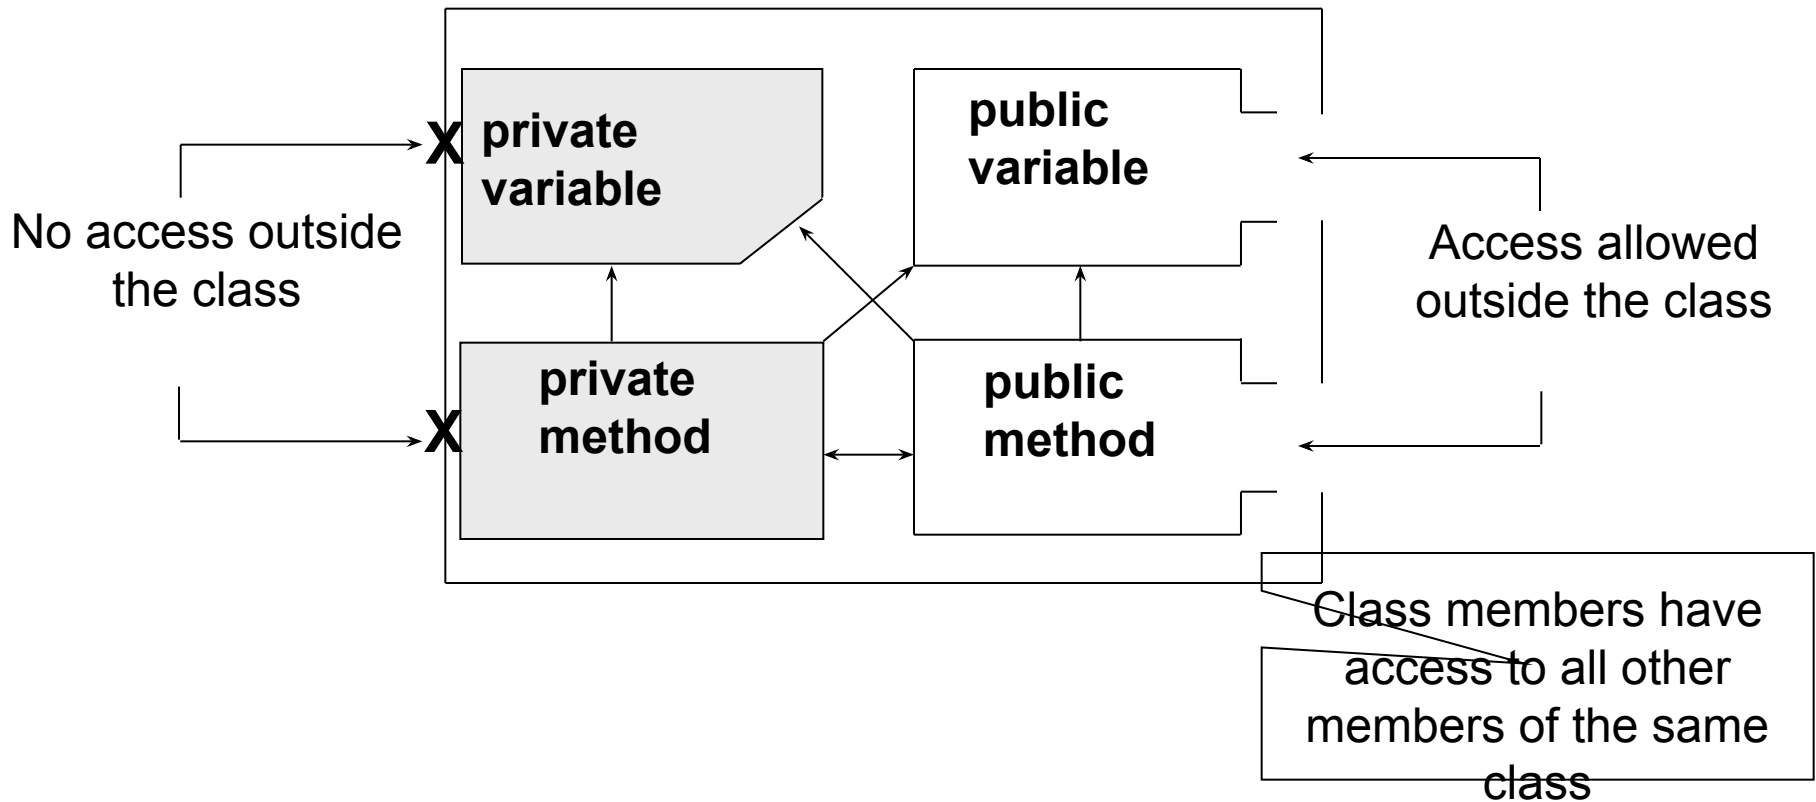 X
private
variable
public
variable
No access outside
the class
Access allowed
outside the class
X
private
method
public
method
Class members have
access to all other
members of the same
class